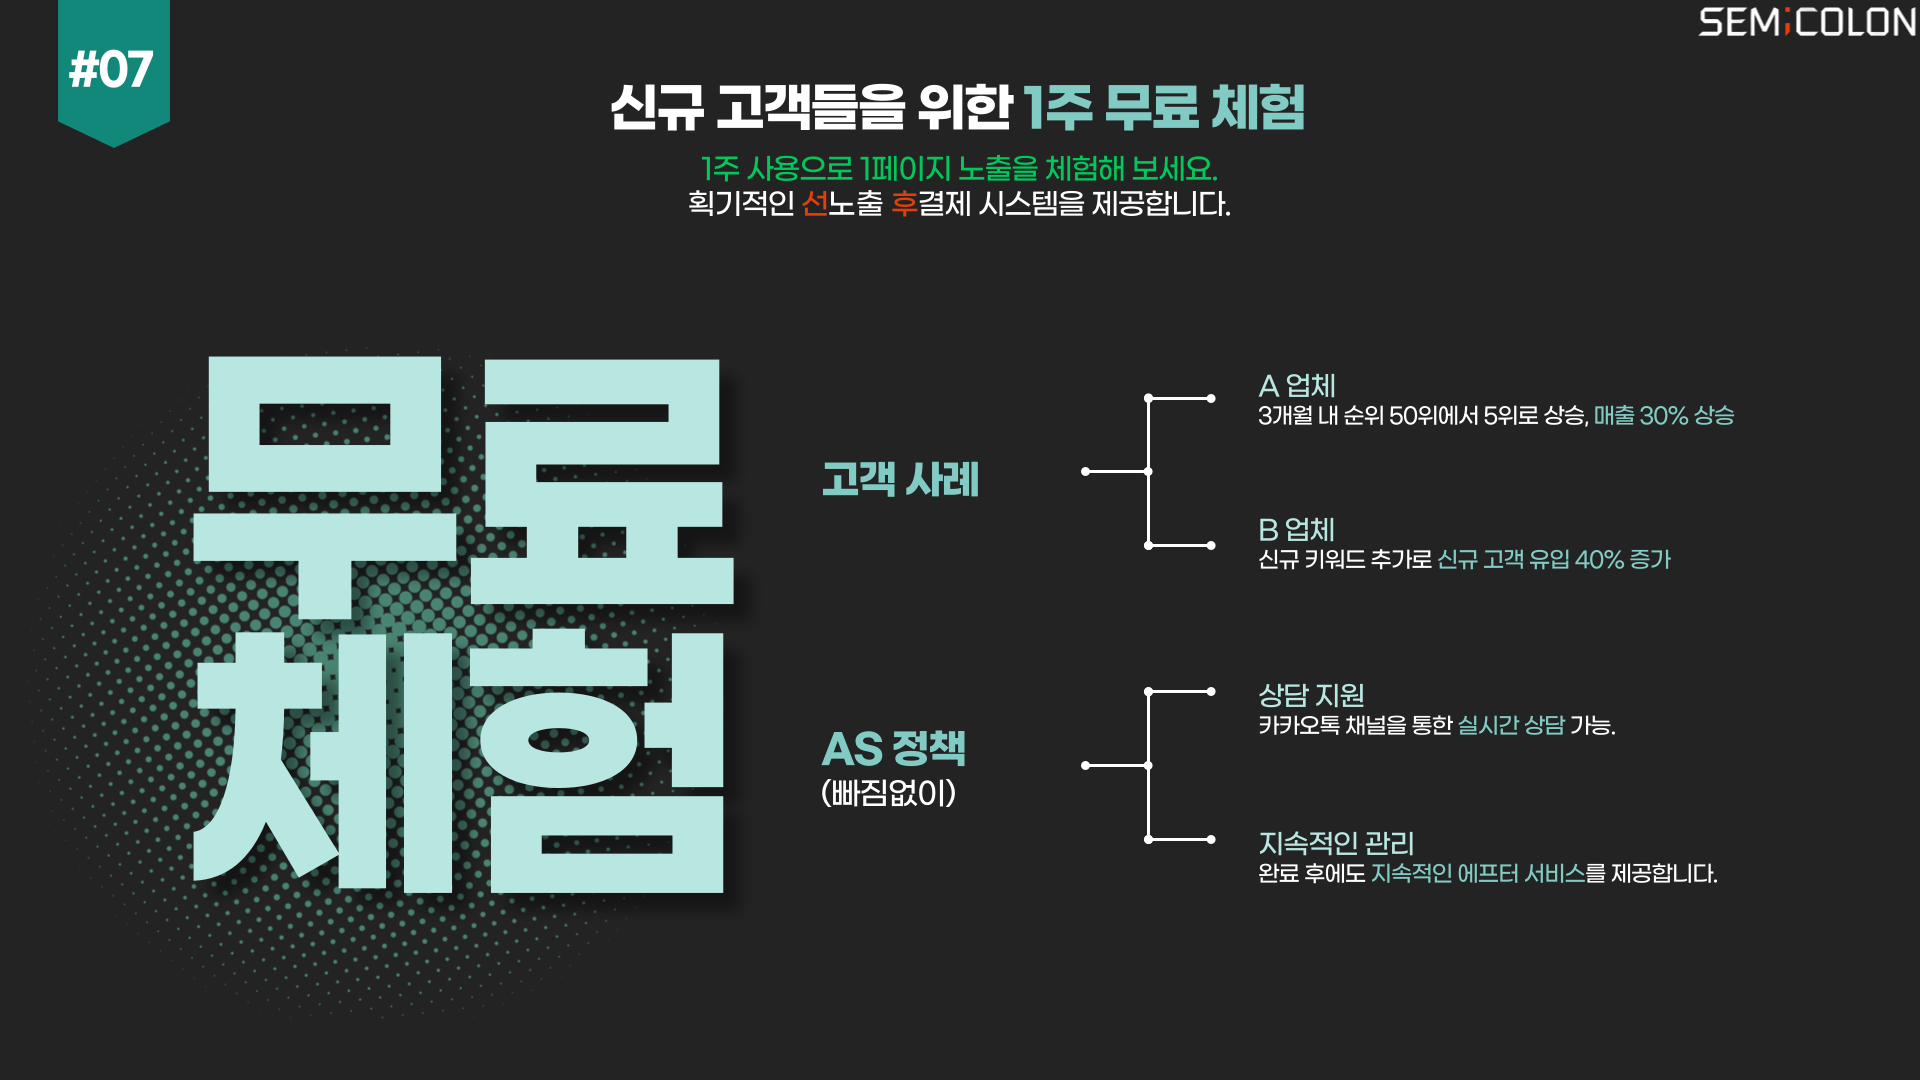 #07
SEMiCOLON
신규 고객들을 위한 1주 무료 체험
1주 사용으로 1페이지 노출을 체험해 보세요.
획기적인 선노출 후결제 시스템을 제공합니다.
무료
체험
고객 사례
A 업체
3개월 내 순위 50위에서 5위로 상승, 매출 30% 상승
B 업체
신규 키워드 추가로 신규 고객 유입 40% 증가
AS 정책
(빠짐없이)
상담 지원
카카오톡 채널을 통한 실시간 상담 가능.
지속적인 관리
완료 후에도 지속적인 에프터 서비스를 제공합니다.